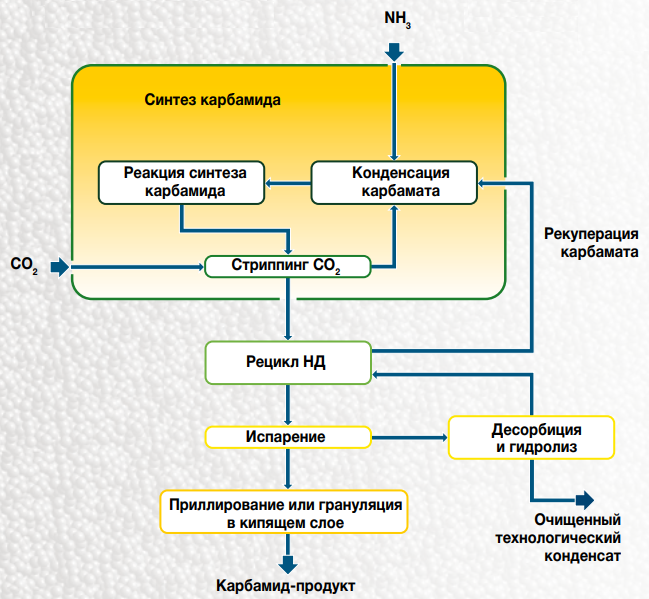 NH₃
Синтез карбамида
Реакция синтеза
карбамида
Конденсация
карбамата
Рекуперация
карбамата
CO₂
Стриппинг CO₂
Рецикл НД
Испарение
Десорбиция
и гидролиз
Приллирование или грануляция
в кипящем слое
Очищенный
технологический
конденсат
Карбамид-продукт